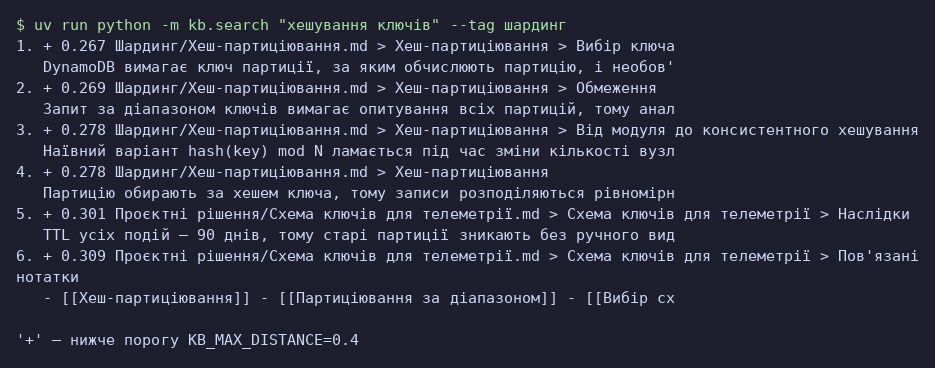 $ uv run python -m kb.search "хешування ключів" --tag шардинг
1. + 0.267 Шардинг/Хеш-партиціювання.md > Хеш-партиціювання > Вибір ключа
   DynamoDB вимагає ключ партиції, за яким обчислюють партицію, і необов'
2. + 0.269 Шардинг/Хеш-партиціювання.md > Хеш-партиціювання > Обмеження
   Запит за діапазоном ключів вимагає опитування всіх партицій, тому анал
3. + 0.278 Шардинг/Хеш-партиціювання.md > Хеш-партиціювання > Від модуля до консистентного хешування
   Наївний варіант hash(key) mod N ламається під час зміни кількості вузл
4. + 0.278 Шардинг/Хеш-партиціювання.md > Хеш-партиціювання
   Партицію обирають за хешем ключа, тому записи розподіляються рівномірн
5. + 0.301 Проєктні рішення/Схема ключів для телеметрії.md > Схема ключів для телеметрії > Наслідки
   TTL усіх подій — 90 днів, тому старі партиції зникають без ручного вид
6. + 0.309 Проєктні рішення/Схема ключів для телеметрії.md > Схема ключів для телеметрії > Пов'язані
нотатки
   - [[Хеш-партиціювання]] - [[Партиціювання за діапазоном]] - [[Вибір сх

'+' — нижче порогу KB_MAX_DISTANCE=0.4